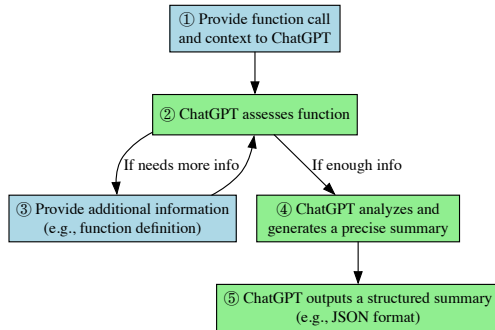 ① Provide function call
and context to ChatGPT
② ChatGPT assesses function
If needs more info
If enough info
③ Provide additional information
(e.g., function definition)
④ ChatGPT analyzes and
generates a precise summary
⑤ ChatGPT outputs a structured summary
(e.g., JSON format)